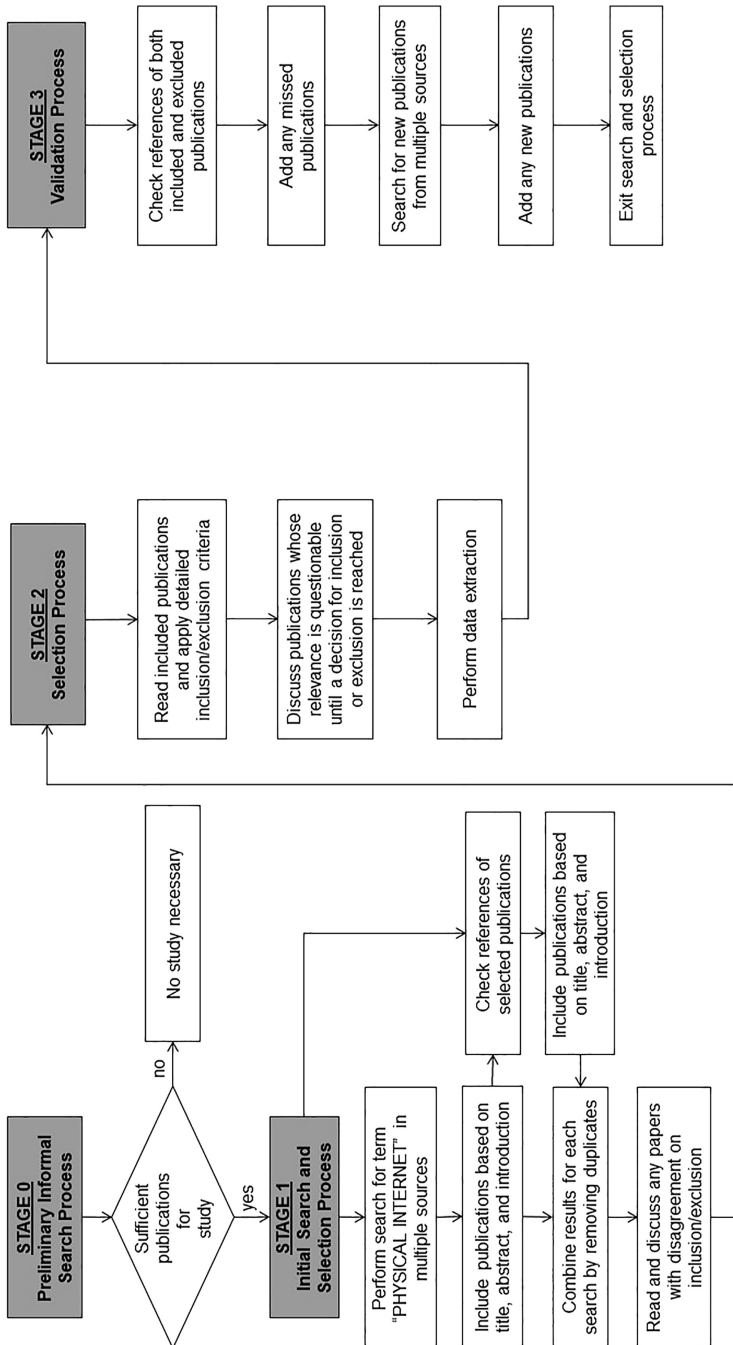 STAGE 0
Preliminary Informal
Search Process
Sufficient
publications
for
study
no
No study necessary
yes
STAGE 1
Initial Search and
Selection Process
Perform search for term
“PHYSICAL INTERNET” in
multiple sources
Include publications based on
title, abstract, and introduction
Check references of
selected publications
Include publications based
on title, abstract, and
introduction
Combine results for each
search by removing duplicates
Read and discuss any papers
with disagreement on
inclusion/exclusion
STAGE 2
Selection Process
Read included publications
and apply detailed
inclusion/exclusion criteria
Discuss publications whose
relevance is questionable
until a decision for inclusion
or exclusion is reached
Perform data extraction
STAGE 3
Validation Process
Check references of both
included and excluded
publications
Add any missed
publications
Search for new publications
from multiple sources
Add any new publications
Exit search and selection
process